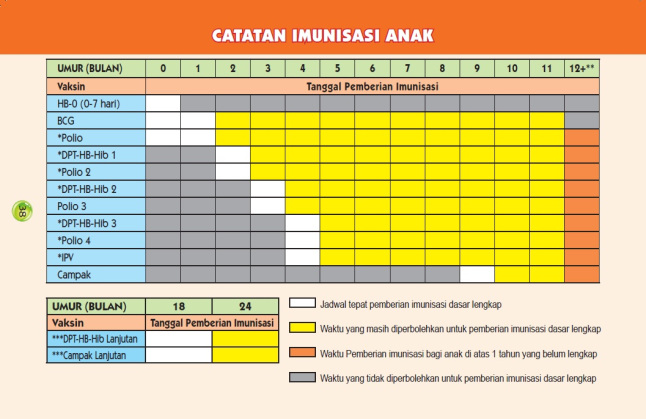 CATATAN IMUNISASI ANAK
UMUR (BULAN) 0 1 2 3 4 5 6 7 8 9 10 11 12+**
Vaksin Tanggal Pemberian Imunisasi
HB-0 (0-7 hari)
BCG
*Polio
*DPT-HB-Hib 1
*Polio 2
*DPT-HB-Hib 2
Polio 3
*DPT-HB-Hib 3
*Polio 4
*IPV
Campak
38
UMUR (BULAN) 18 24
Vaksin Tanggal Pemberian Imunisasi
***DPT-HB-Hib Lanjutan
***Campak Lanjutan
Jadwal tepat pemberian imunisasi dasar lengkap
Waktu yang masih diperbolehkan untuk pemberian imunisasi dasar lengkap
Waktu Pemberian imunisasi bagi anak di atas 1 tahun yang belum lengkap
Waktu yang tidak diperbolehkan untuk pemberian imunisasi dasar lengkap